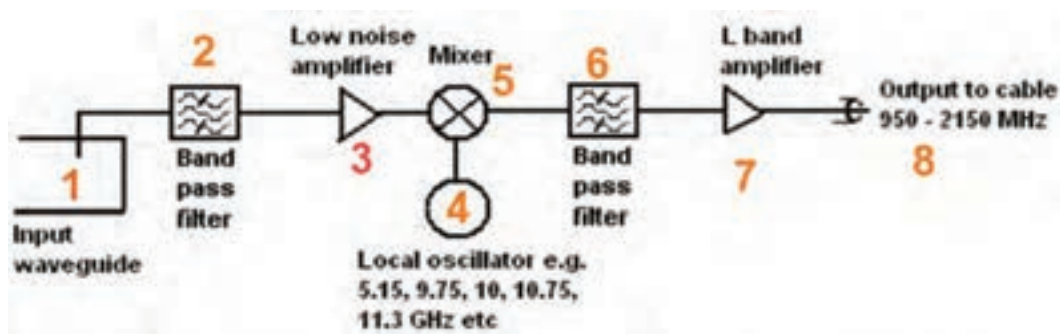 2
Low noise
amplifier
Mixer
5
6
L band
amplifier
Output to cable
950 - 2150 MHz
1
Band
pass
filter
3
4
Band
pass
filter
7
8
Input
waveguide
Local oscillator e.g.
5.15, 9.75, 10, 10.75,
11.3 GHz etc